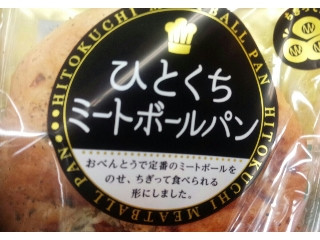 HITOKUCHI MEATBALL PAN
ひとくち
ミートボールパン
おべんとうで定番のミートボールを
のせ、ちぎって食べられる
形にしました。
HITOKUCHI MEATBALL PAN